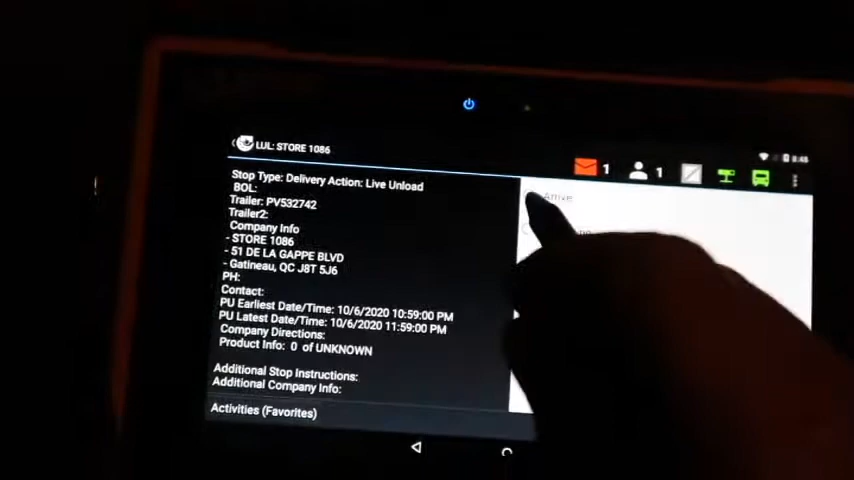 LUL: STORE 1086
1
1
8:45
Stop Type: Delivery Action: Live Unload
BOL:
Trailer: PV532742
Trailer2:
Company Info
- STORE 1086
- 51 DE LA GAPPE BLVD
- Gatineau, QC J8T 5J6
PH:
Contact:
PU Earliest Date/Time: 10/6/2020 10:59:00 PM
PU Latest Date/Time: 10/6/2020 11:59:00 PM
Company Directions:
Product Info: 0 of UNKNOWN
Additional Stop Instructions:
Additional Company Info:
Activities (Favorites)
Arrive